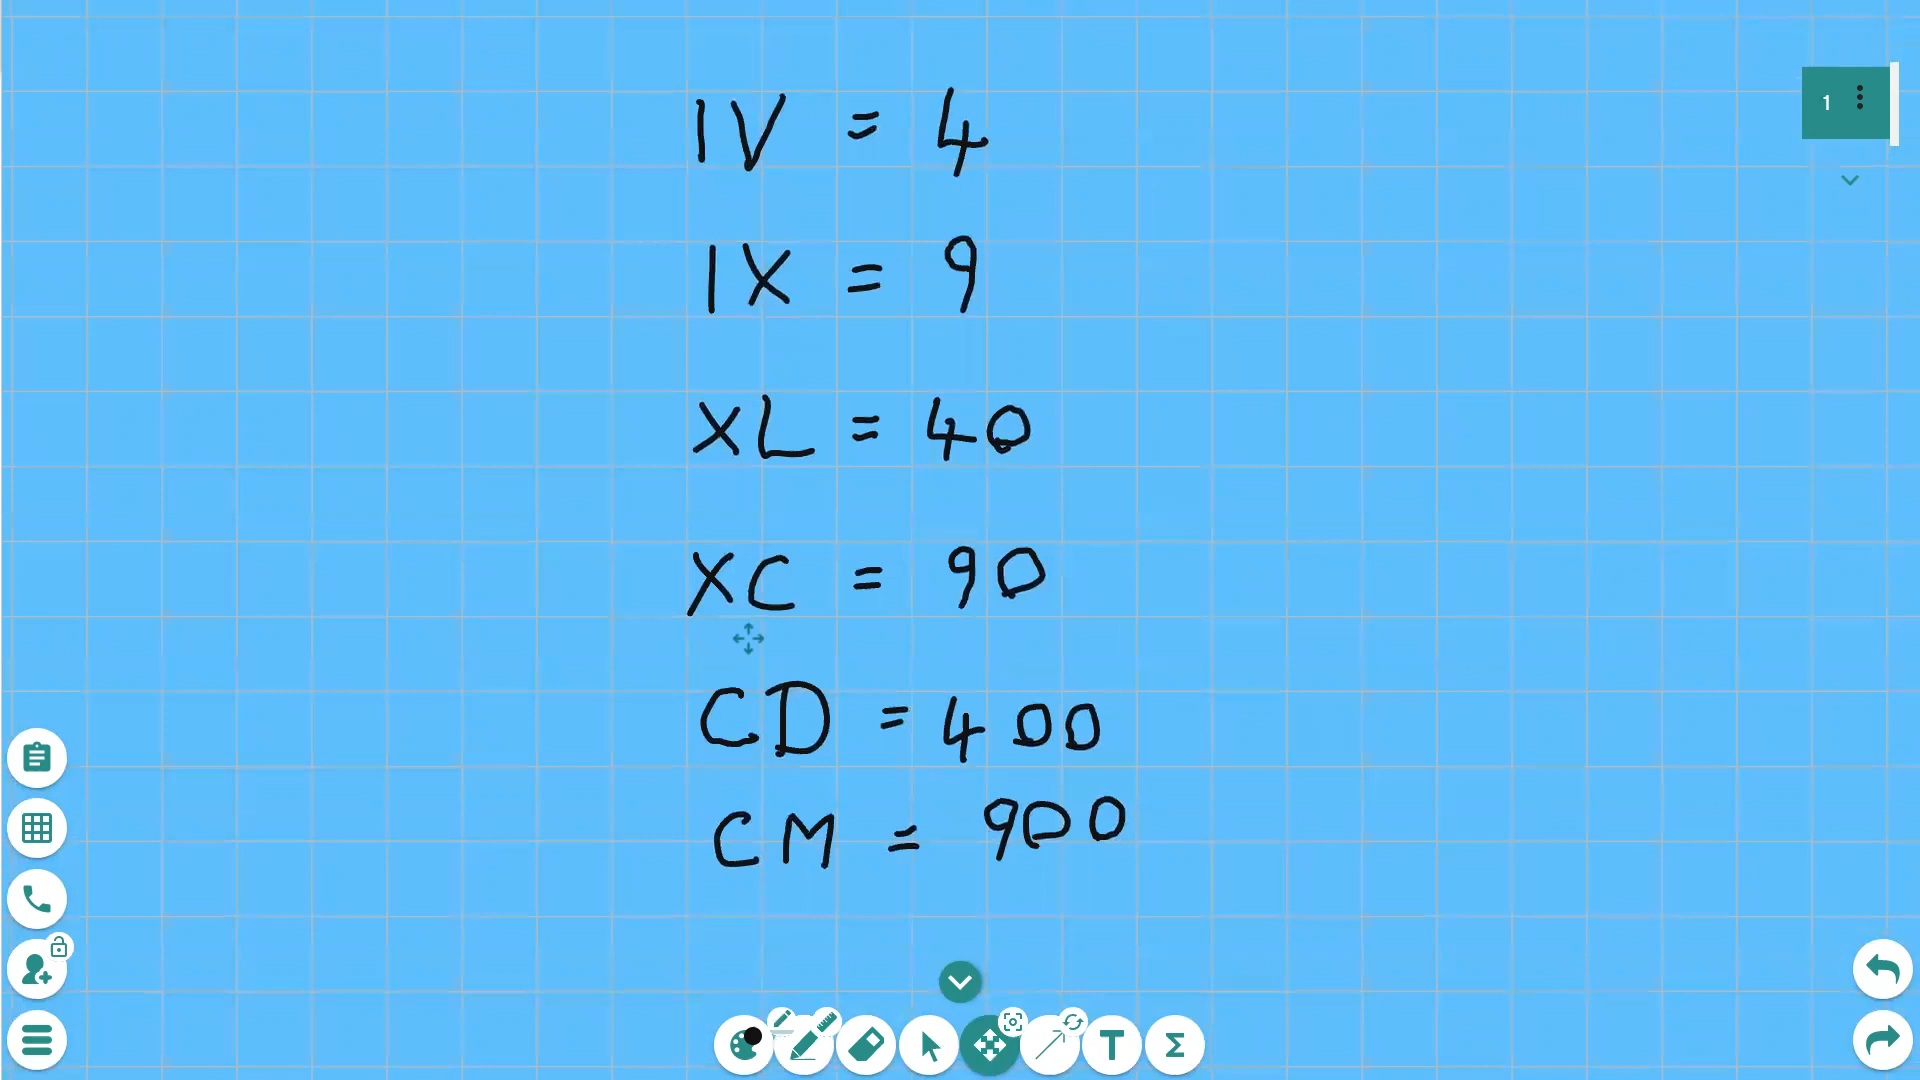 IV = 4
1
IX = 9
XL = 40
XC = 90
CD = 400
CM = 900
T Σ